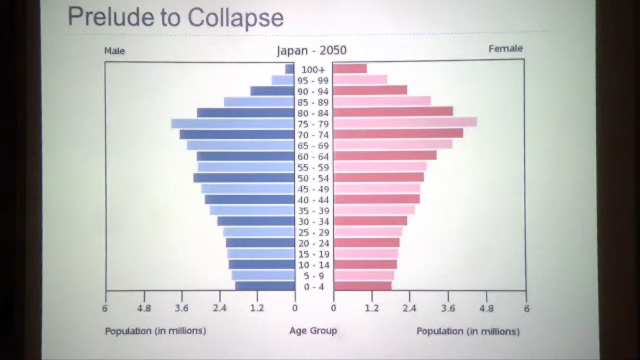 Prelude to Collapse
Male Japan - 2050 Female
100+
95 - 99
90 - 94
85 - 89
80 - 84
75 - 79
70 - 74
65 - 69
60 - 64
55 - 59
50 - 54
45 - 49
40 - 44
35 - 39
30 - 34
25 - 29
20 - 24
15 - 19
10 - 14
5 - 9
0 - 4
6 4.8 3.6 2.4 1.2 0 0 1.2 2.4 3.6 4.8 6
Population (in millions) Age Group Population (in millions)